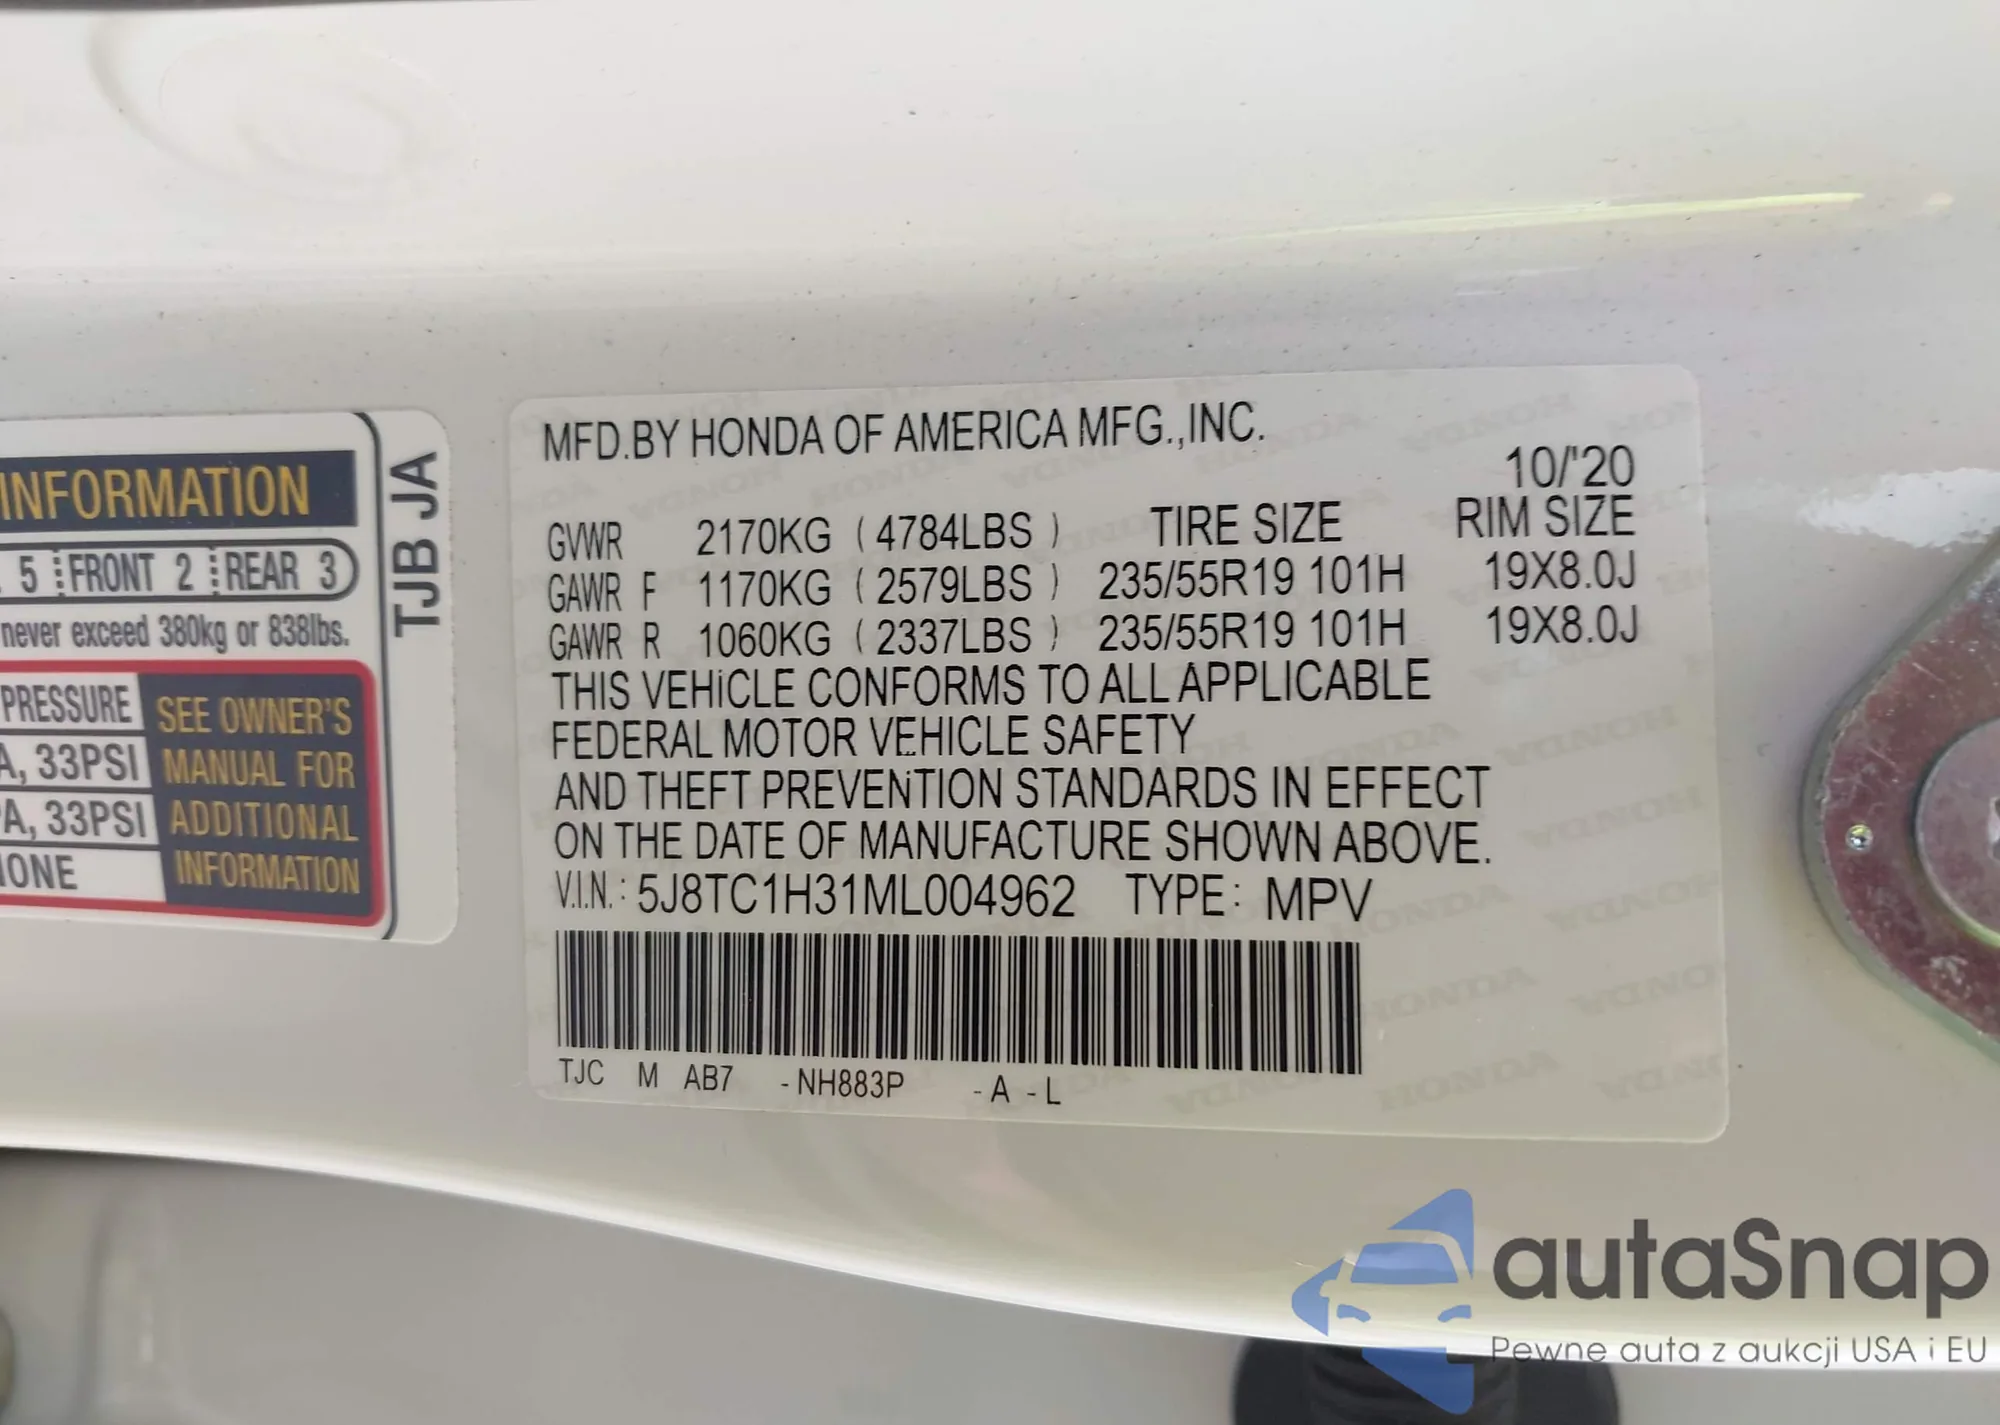 INFORMATION
5 FRONT 2 REAR 3
never exceed 380kg or 838lbs.
PRESSURE
A, 33PSI
PA, 33PSI
SEE OWNER'S
MANUAL FOR
ADDITIONAL
INFORMATION
TJB JA
MFD.BY HONDA OF AMERICA MFG.,INC.
10/'20
GVWR 2170KG ( 4784LBS ) TIRE SIZE RIM SIZE
GAWR F 1170KG ( 2579LBS ) 235/55R19 101H 19X8.0J
GAWR R 1060KG ( 2337LBS ) 235/55R19 101H 19X8.0J
THIS VEHICLE CONFORMS TO ALL APPLICABLE
FEDERAL MOTOR VEHICLE SAFETY
AND THEFT PREVENTION STANDARDS IN EFFECT
ON THE DATE OF MANUFACTURE SHOWN ABOVE.
V.I.N.: 5J8TC1H31ML004962 TYPE: MPV
TJC M AB7 -NH883P -A -L
autaSnap
Pewne auta z aukcji USA i EU